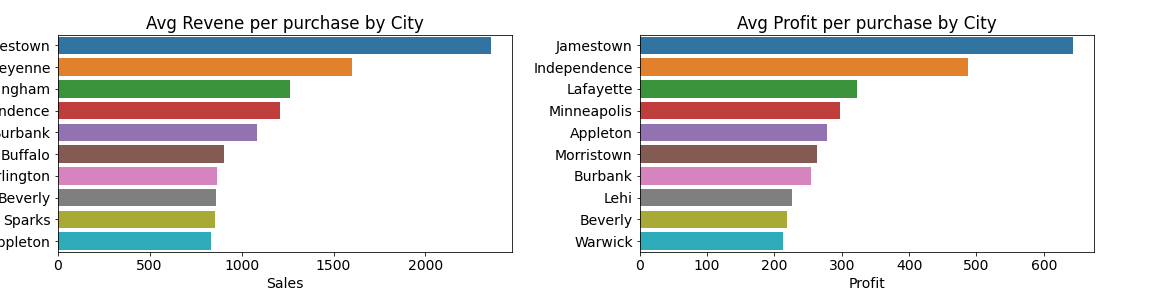 Avg Revene per purchase by City
estown
eyenne
ngham
ndence
urbank
Buffalo
lington
Beverly
Sparks
ppleton
0 500 1000 1500 2000
Sales
Avg Profit per purchase by City
Jamestown
Independence
Lafayette
Minneapolis
Appleton
Morristown
Burbank
Lehi
Beverly
Warwick
0 100 200 300 400 500 600
Profit